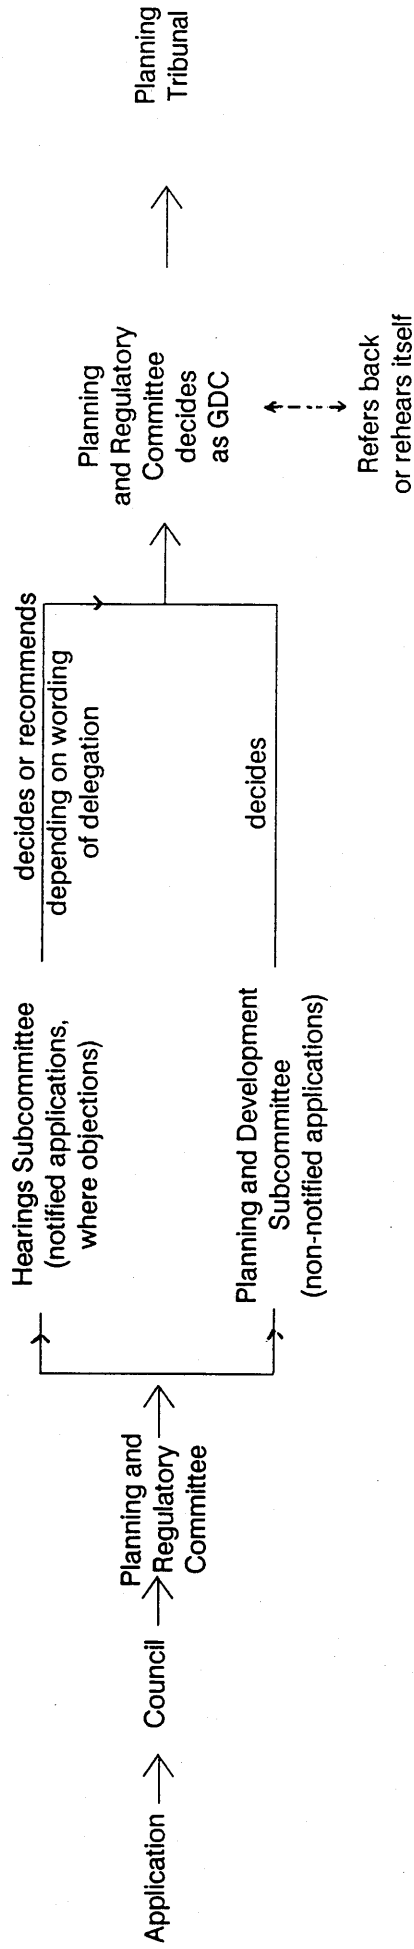 Application
Council
Planning and
Regulatory
Committee
Hearings Subcommittee
(notified applications,
where objections)
decides or recommends
depending on wording
of delegation
Planning and Development
Subcommittee
(non-notified applications)
decides
Planning
and Regulatory
Committee
decides
as GDC
Refers back
or rehears itself
Planning
Tribunal